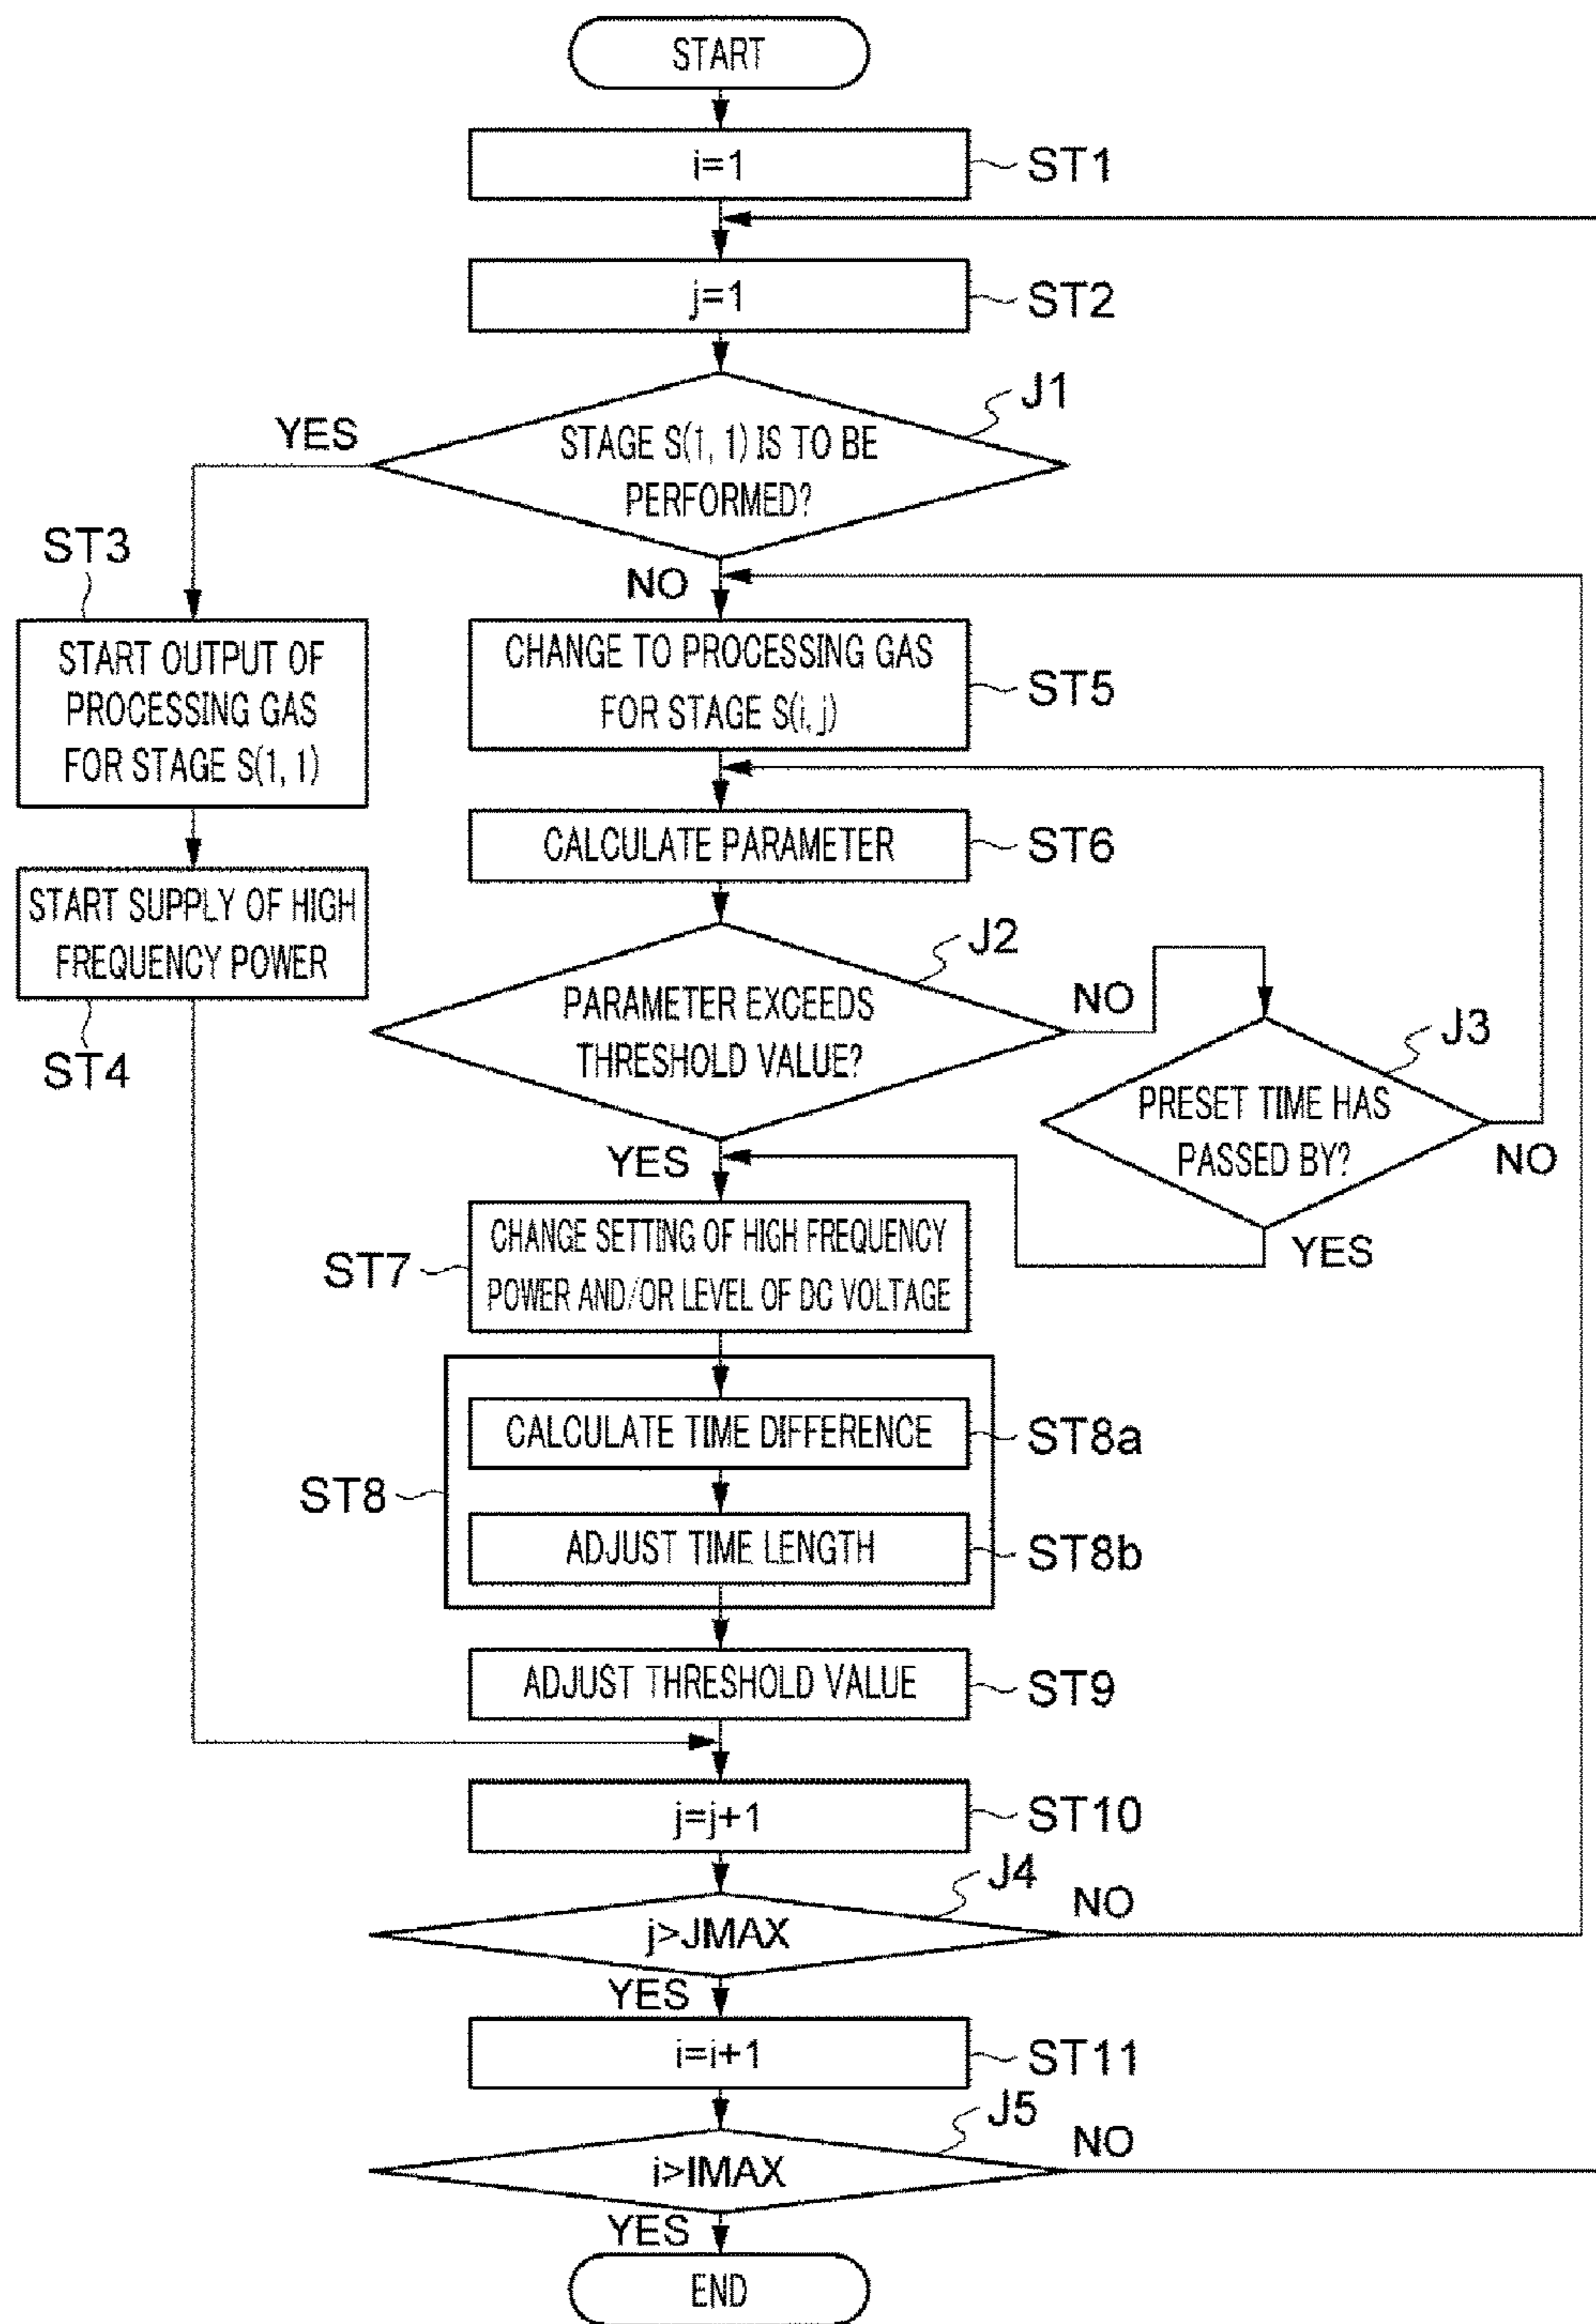 START
i=1
ST1
j=1
ST2
J1
YES
STAGE S(1, 1) IS TO BE
PERFORMED?
NO
ST3
START OUTPUT OF
PROCESSING GAS
FOR STAGE S(1, 1)
START SUPPLY OF HIGH
FREQUENCY POWER
ST4
CHANGE TO PROCESSING GAS
FOR STAGE S(i, j)
ST5
CALCULATE PARAMETER
ST6
J2
PARAMETER EXCEEDS
THRESHOLD VALUE?
NO
J3
PRESET TIME HAS
PASSED BY?
NO
YES
YES
CHANGE SETTING OF HIGH FREQUENCY
POWER AND/OR LEVEL OF DC VOLTAGE
ST7
CALCULATE TIME DIFFERENCE
ST8a
ST8
ADJUST TIME LENGTH
ST8b
ADJUST THRESHOLD VALUE
ST9
j=j+1
ST10
J4
j>JMAX
NO
YES
i=i+1
ST11
J5
i>IMAX
NO
YES
END